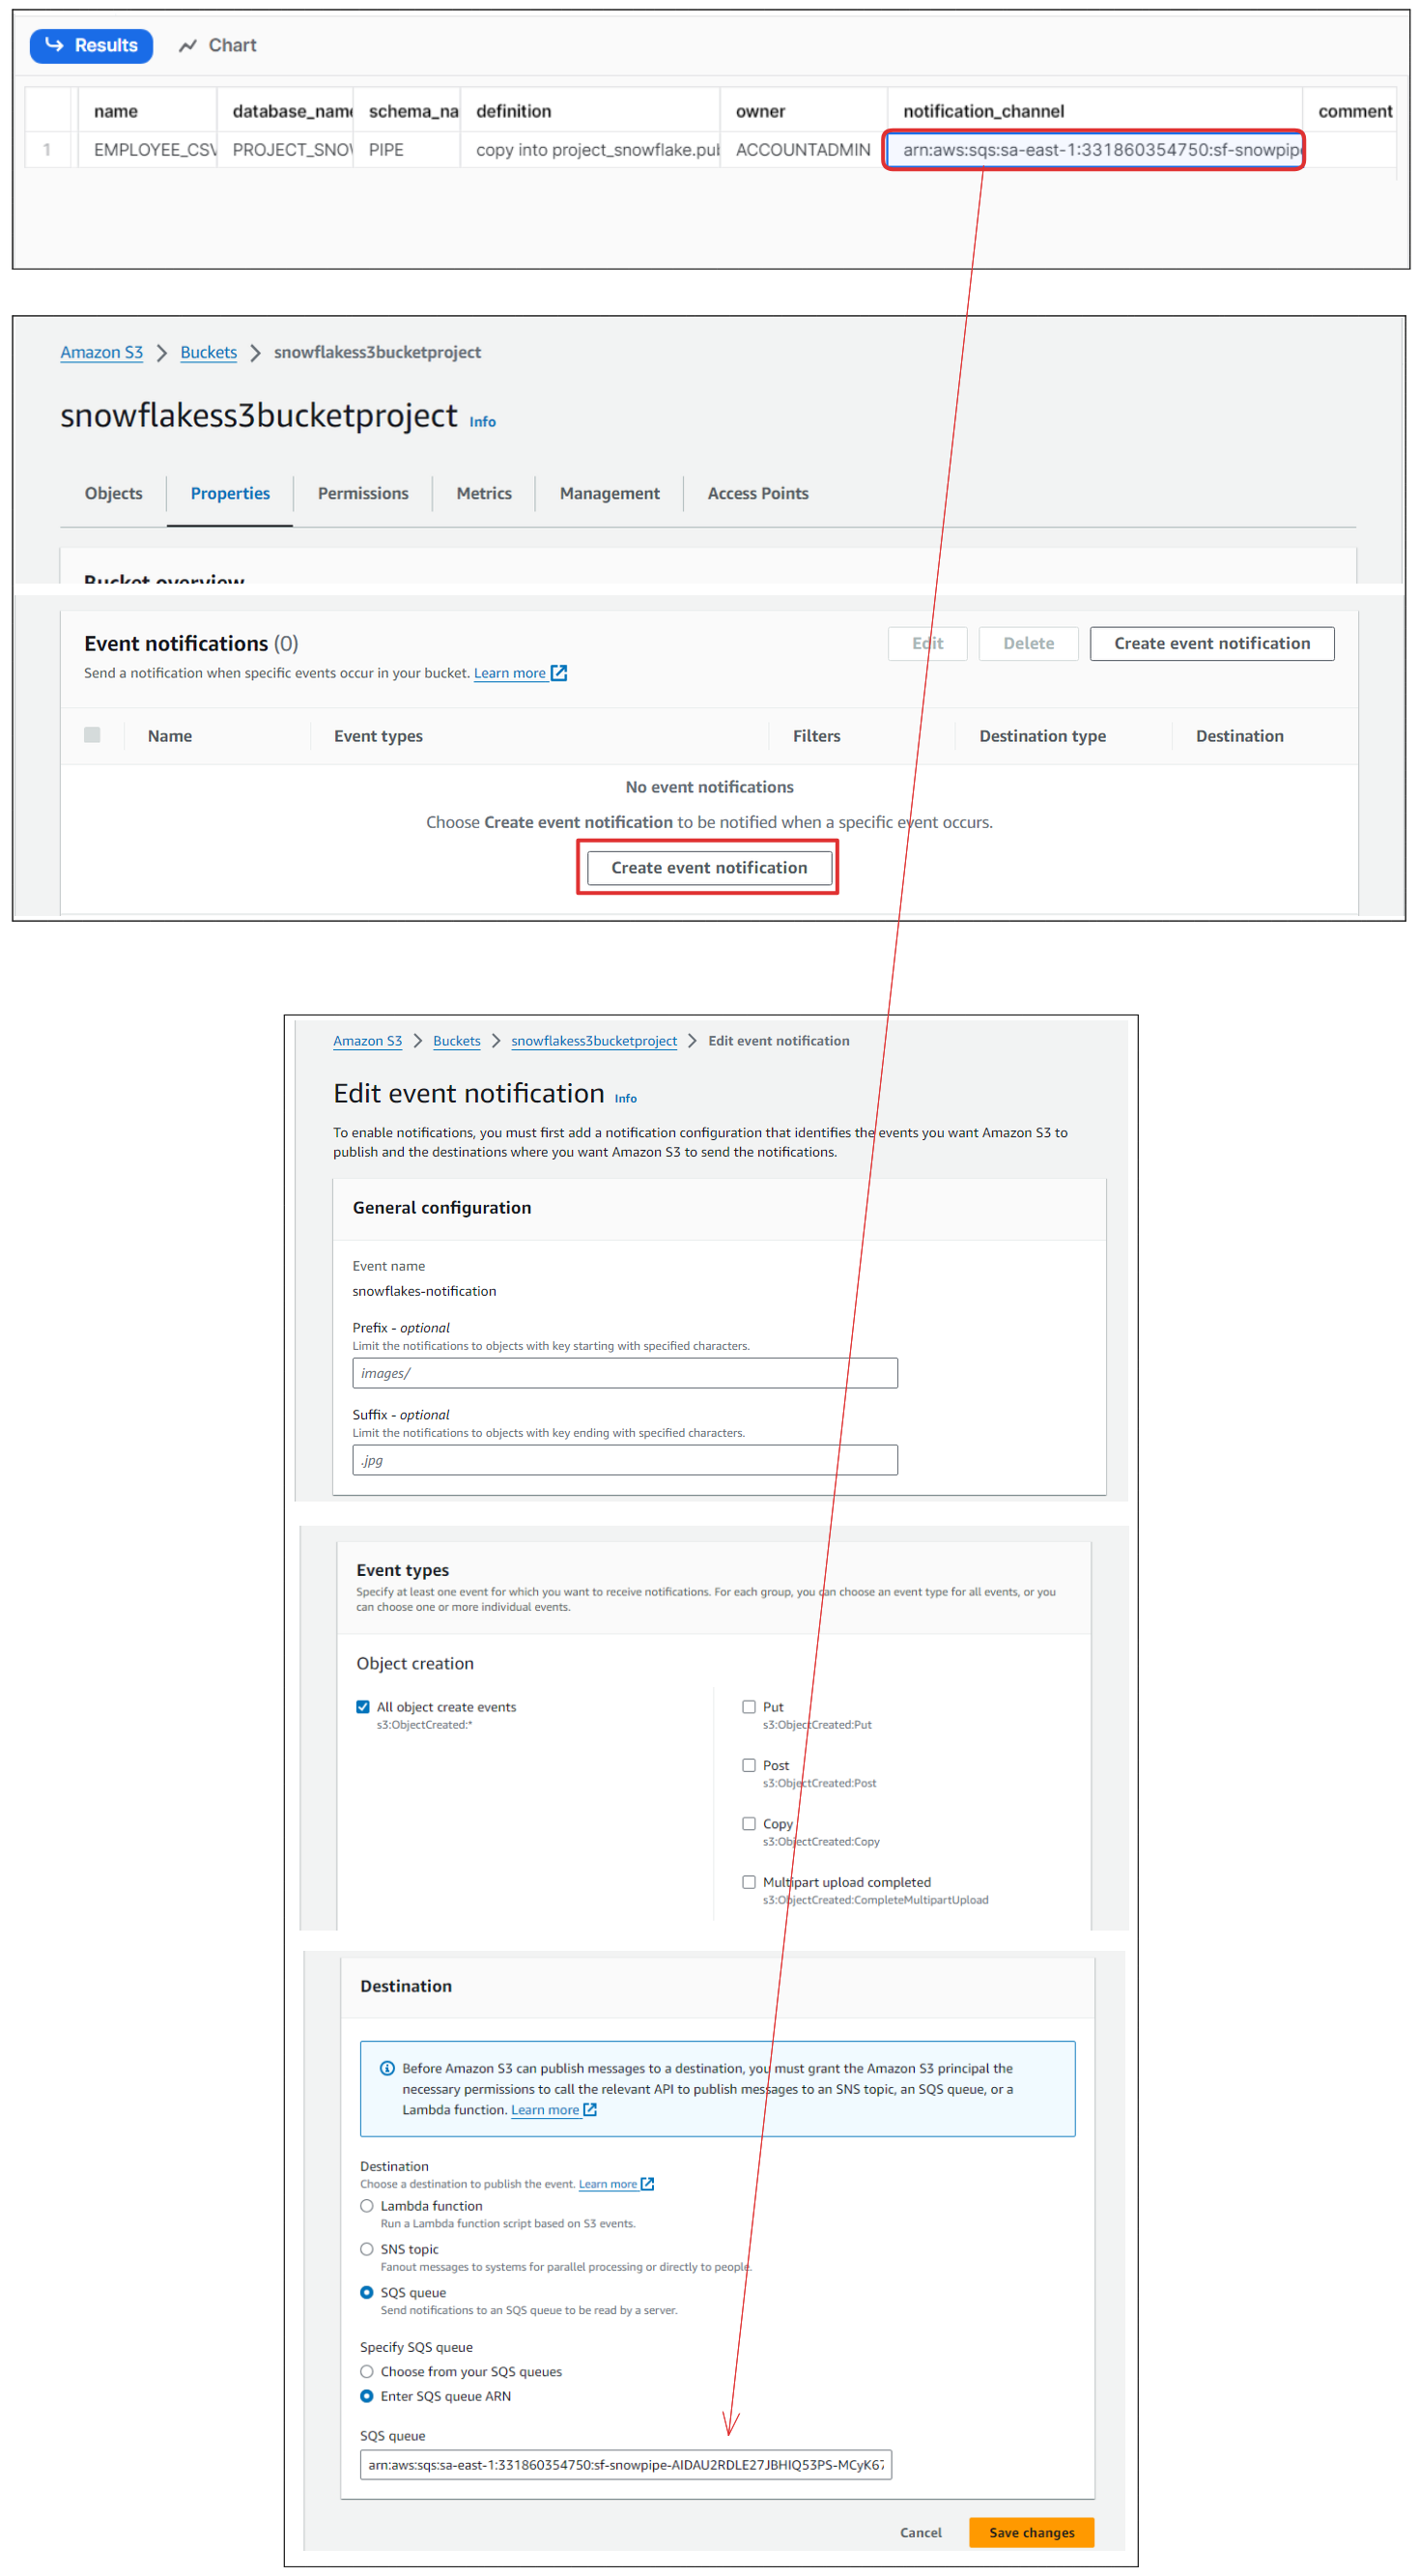 Results Chart
name database_name schema_na definition owner notification_channel comment
1 EMPLOYEE_CSV PROJECT_SNO PIPE copy into project_snowflake.pul ACCOUNTADMIN arn:aws:sqs:sa-east-1:331860354750:sf-snowpip
Amazon S3 > Buckets > snowflakess3bucketproject
snowflakess3bucketproject Info
Objects Properties Permissions Metrics Management Access Points
Bucket overview
Event notifications (0) Edit Delete Create event notification
Send a notification when specific events occur in your bucket. Learn more
Name Event types Filters Destination type Destination
No event notifications
Choose Create event notification to be notified when a specific event occurs.
Create event notification
Amazon S3 > Buckets > snowflakess3bucketproject > Edit event notification
Edit event notification Info
To enable notifications, you must first add a notification configuration that identifies the events you want Amazon S3 to
publish and the destinations where you want Amazon S3 to send the notifications.
General configuration
Event name
snowflakes-notification
Prefix - optional
Limit the notifications to objects with key starting with specified characters.
images/
Suffix - optional
Limit the notifications to objects with key ending with specified characters.
.jpg
Event types
Specify at least one event for which you want to receive notifications. For each group, you can choose an event type for all events, or you
can choose one or more individual events.
Object creation
All object create events
s3:ObjectCreated:*
Put
s3:ObjectCreated:Put
Post
s3:ObjectCreated:Post
Copy
s3:ObjectCreated:Copy
Multipart upload completed
s3:ObjectCreated:CompleteMultipartUpload
Destination
Before Amazon S3 can publish messages to a destination, you must grant the Amazon S3 principal the
necessary permissions to call the relevant API to publish messages to an SNS topic, an SQS queue, or a
Lambda function. Learn more
Destination
Choose a destination to publish the event. Learn more
Lambda function
Run a Lambda function script based on S3 events.
SNS topic
Fanout messages to systems for parallel processing or directly to people.
SQS queue
Send notifications to an SQS queue to be read by a server.
Specify SQS queue
Choose from your SQS queues
Enter SQS queue ARN
SQS queue
arn:aws:sqs:sa-east-1:331860354750:sf-snowpipe-AIDAU2RDLE27JBHIQ53PS-MCyK67
Cancel Save changes